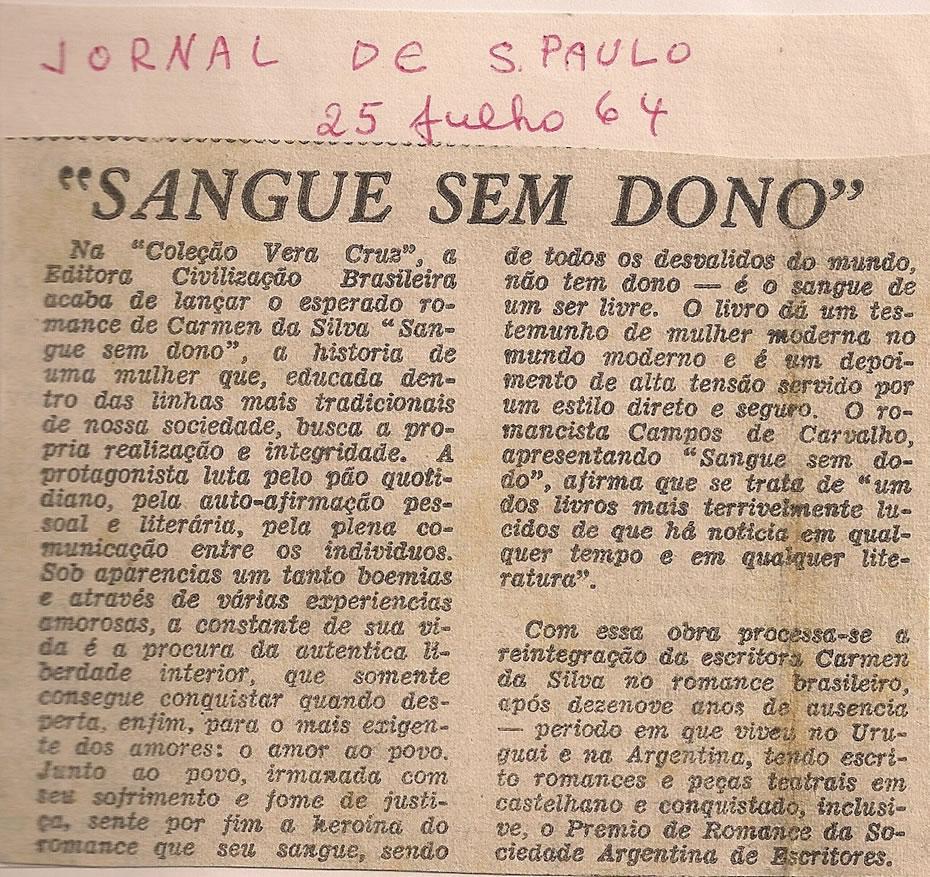 JORNAL DE S. PAULO
25 Julho 64
“SANGUE SEM DONO”
Na “Coleção Vera Cruz”, a
Editora Civilização Brasileira
acaba de lançar o esperado ro-
mance de Carmen da Silva “San-
gue sem dono”, a historia de
uma mulher que, educada den-
tro das linhas mais tradicionais
de nossa sociedade, busca a pro-
pria realização e integridade. A
protagonista luta pelo pão quoti-
diano, pela auto-afirmação pes-
soal e literária, pela plena co-
municação entre os individuos.
Sob aparencias um tanto boemias
e através de várias experiencias
amorosas, a constante de sua vi-
da é a procura da autentica li-
berdade interior, que somente
consegue conquistar quando des-
perta, enfim, para o mais exigen-
te dos amores: o amor ao povo.
Junto ao povo, irmanada com
seu sofrimento e fome de justi-
ça, sente por fim a heroina do
romance que seu sangue, sendo
de todos os desvalidos do mundo,
não tem dono — é o sangue de
um ser livre. O livro dá um tes-
temunho de mulher moderna no
mundo moderno e é um depoi-
mento de alta tensão servido por
um estilo direto e seguro. O ro-
mancista Campos de Carvalho,
apresentando “Sangue sem do-
do”, afirma que se trata de “um
dos livros mais terrivelmente lu-
cidos de que há noticia em qual-
quer tempo e em qualquer lite-
ratura”.
Com essa obra processa-se a
reintegração da escritora Carmen
da Silva no romance brasileiro,
após dezenove anos de ausencia
— periodo em que viveu no Uru-
guai e na Argentina, tendo escri-
to romances e peças teatrais em
castelhano e conquistado, inclusi-
ve, o Premio de Romance da So-
ciedade Argentina de Escritores.